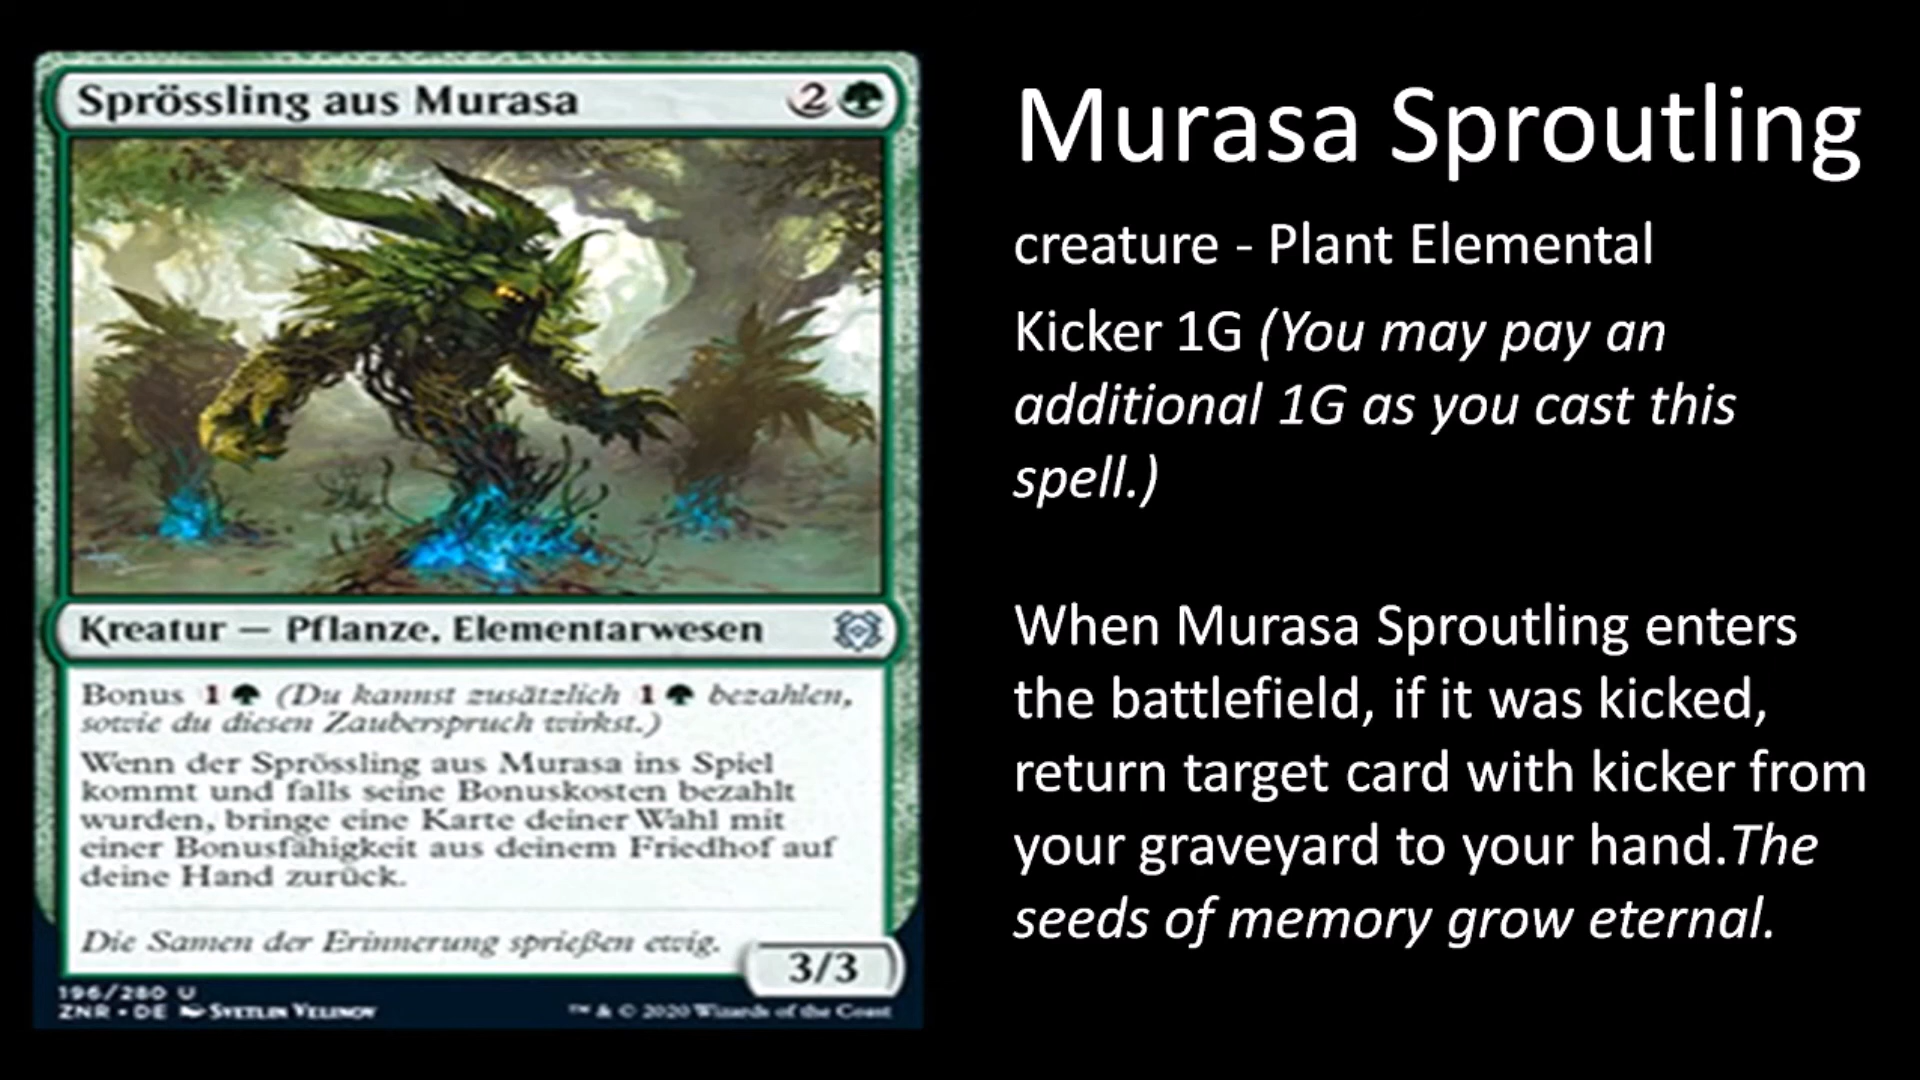 Sprössling aus Murasa 2
Kreatur — Pflanze, Elementarwesen
Bonus 1 (Du kannst zusätzlich 1 bezahlen,
sowie du diesen Zauberspruch wirkst.)
Wenn der Sprössling aus Murasa ins Spiel
kommt und falls seine Bonuskosten bezahlt
wurden, bringe eine Karte deiner Wahl mit
einer Bonusfähigkeit aus deinem Friedhof auf
deine Hand zurück.
Die Samen der Erinnerung sprießen ewig.
3/3
196/280 U
ZNR • DE Svetlin Velinov
™ & © 2020 Wizards of the Coast
Murasa Sproutling
creature - Plant Elemental
Kicker 1G (You may pay an
additional 1G as you cast this
spell.)
When Murasa Sproutling enters
the battlefield, if it was kicked,
return target card with kicker from
your graveyard to your hand.The
seeds of memory grow eternal.